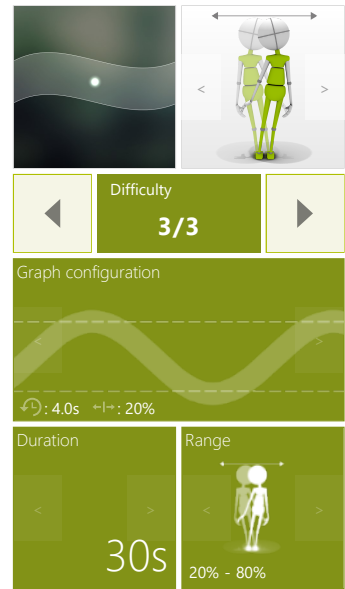 < >
Difficulty
3/3
Graph configuration
< >
: 4.0s : 20%
Duration
< >
30s
Range
< >
20% - 80%